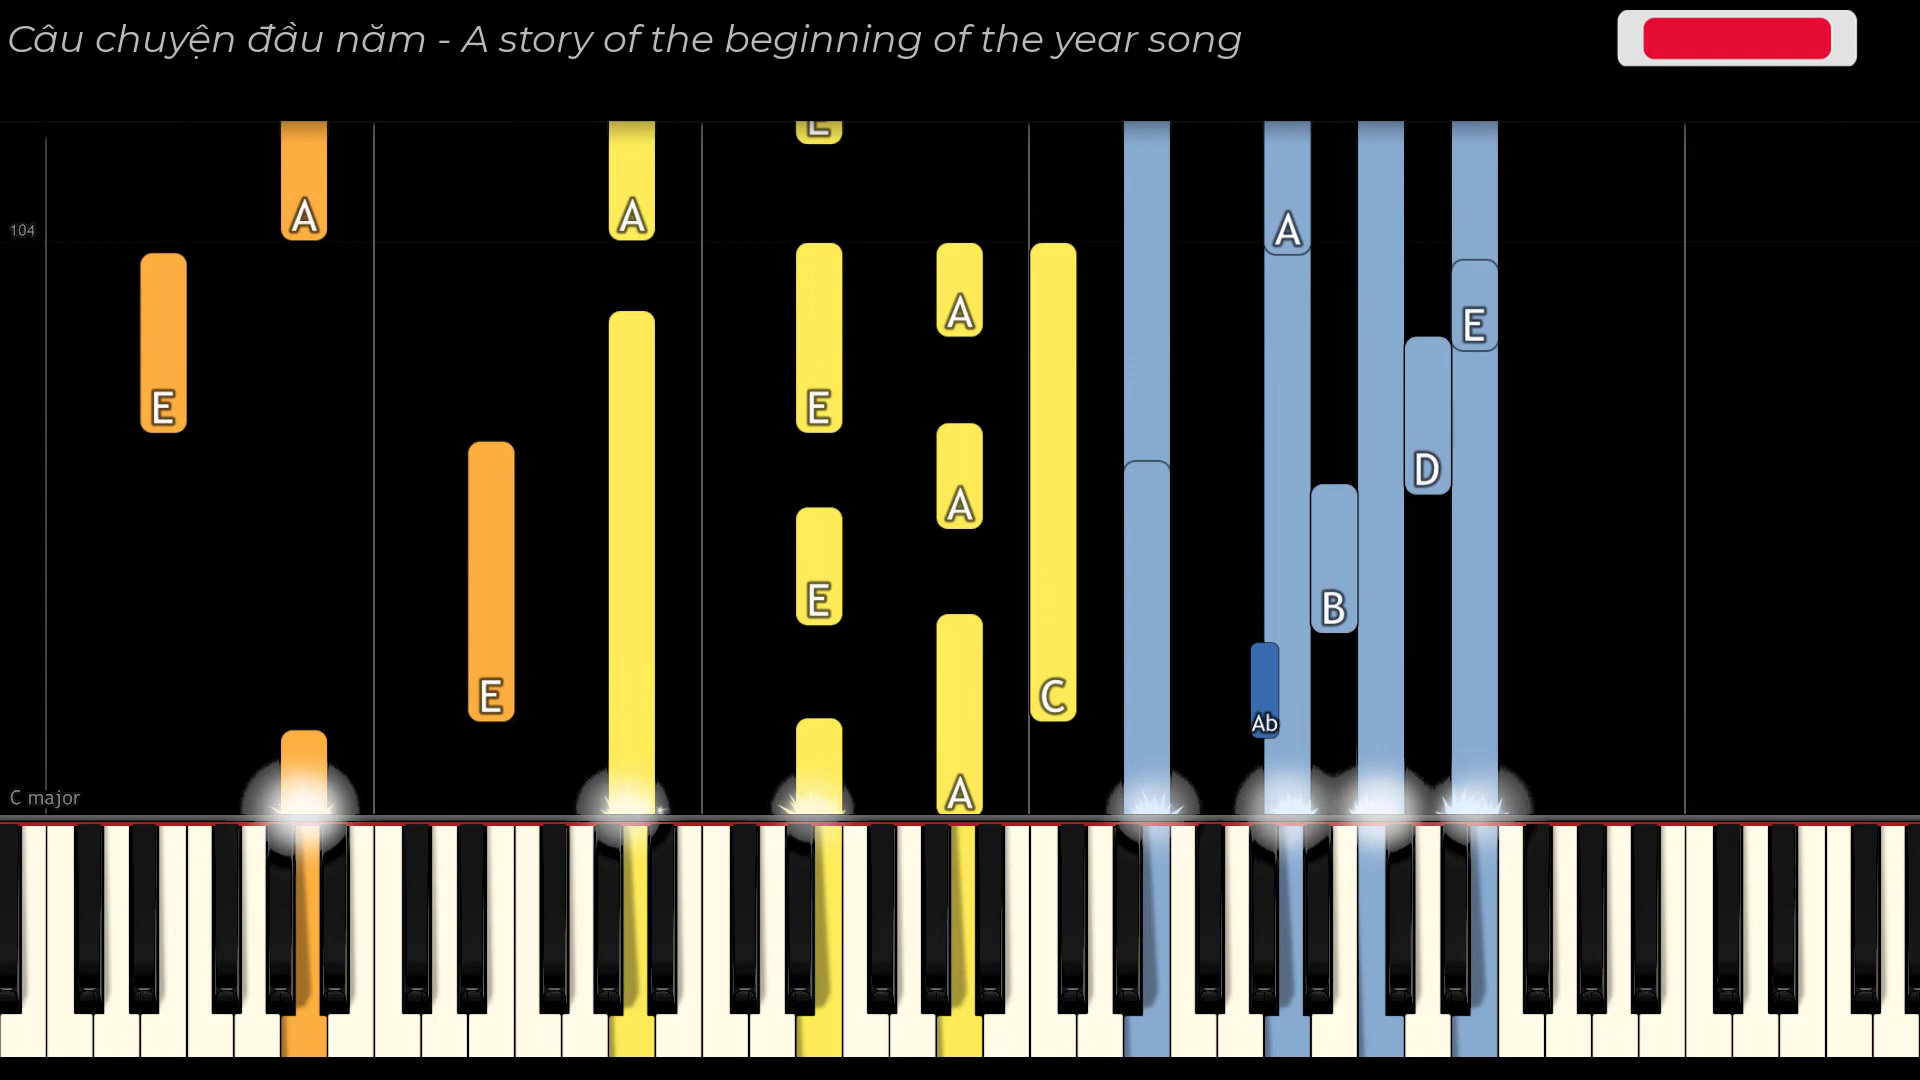 Câu chuyện đầu năm - A story of the beginning of the year song
E
A A A
104
E
E E A
A
D
E B
Ab
E C
A
C major